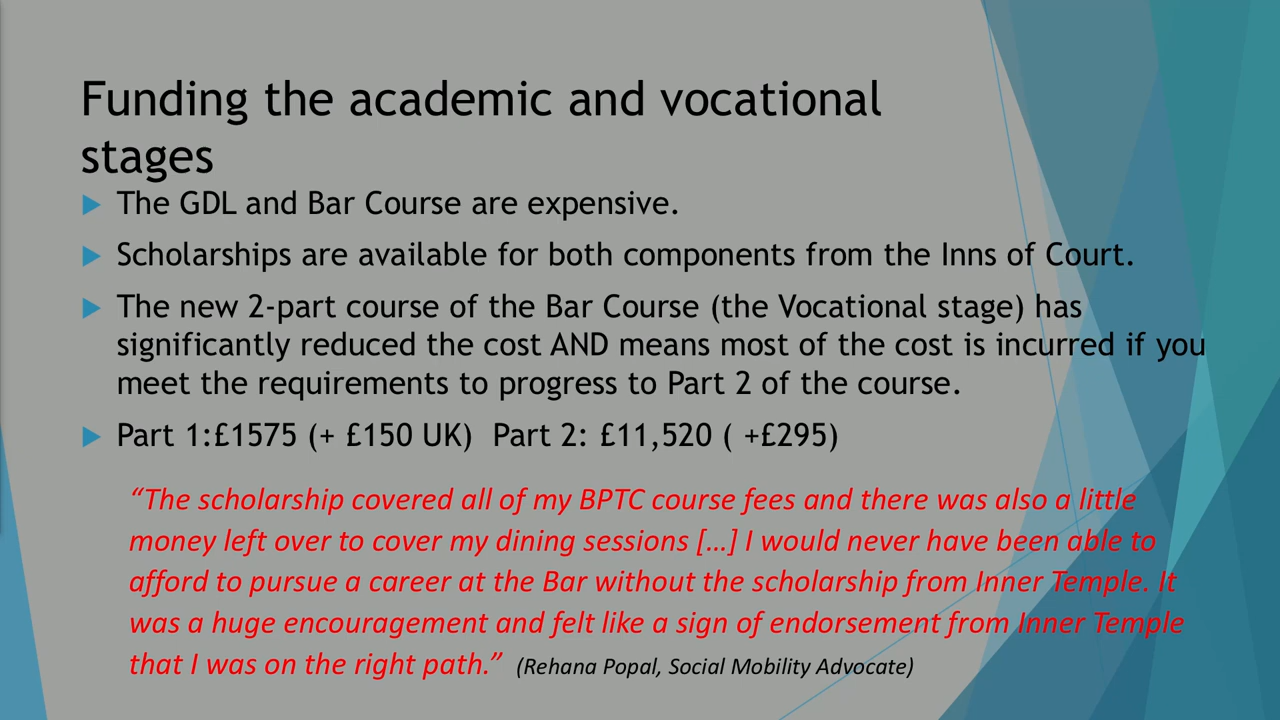 Funding the academic and vocational
stages
The GDL and Bar Course are expensive.
Scholarships are available for both components from the Inns of Court.
The new 2-part course of the Bar Course (the Vocational stage) has
significantly reduced the cost AND means most of the cost is incurred if you
meet the requirements to progress to Part 2 of the course.
Part 1:£1575 (+ £150 UK)  Part 2: £11,520 ( +£295)
“The scholarship covered all of my BPTC course fees and there was also a little
money left over to cover my dining sessions […] I would never have been able to
afford to pursue a career at the Bar without the scholarship from Inner Temple. It
was a huge encouragement and felt like a sign of endorsement from Inner Temple
that I was on the right path.” (Rehana Popal, Social Mobility Advocate)